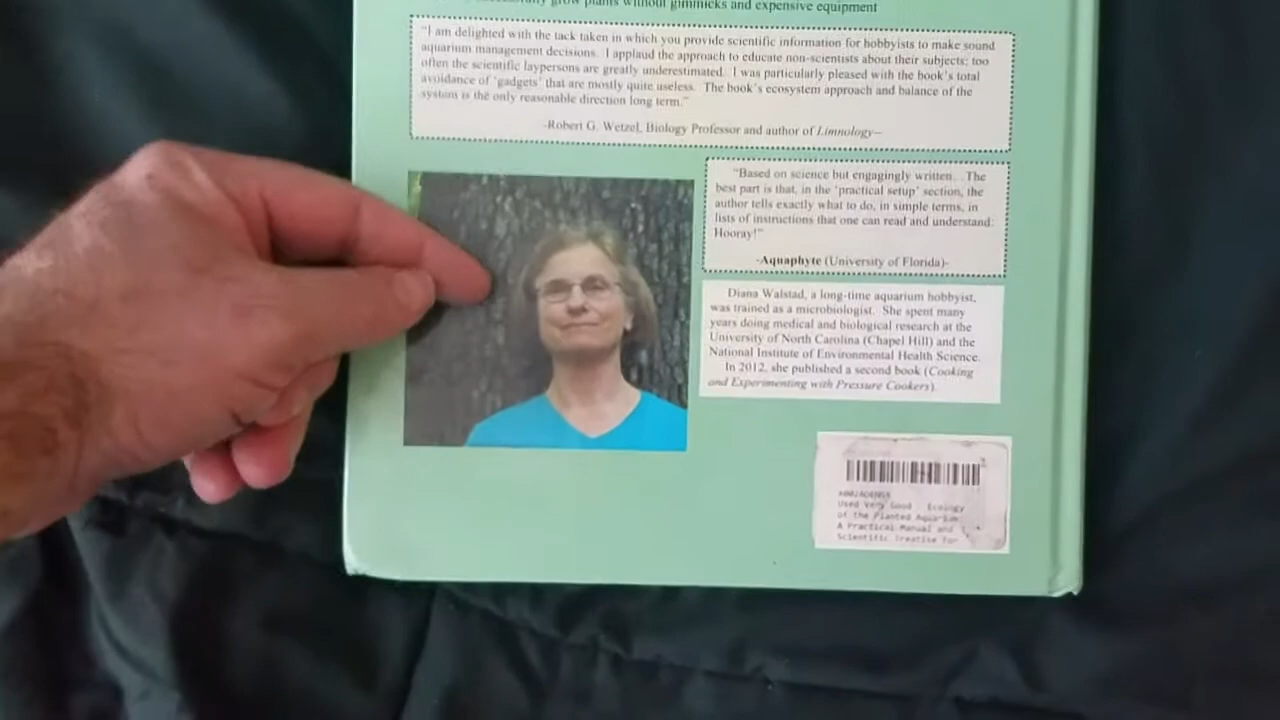 successfully grow plants without gimmicks and expensive equipment
"I am delighted with the tack taken in which you provide scientific information for hobbyists to make sound
aquarium management decisions. I applaud the approach to educate non-scientists about their subjects; too
often the scientific laypersons are greatly underestimated. I was particularly pleased with the book's total
avoidance of 'gadgets' that are mostly quite useless. The book's ecosystem approach and balance of the
system is the only reasonable direction long term."
-Robert G. Wetzel, Biology Professor and author of Limnology-
"Based on science but engagingly written. . The
best part is that, in the 'practical setup' section, the
author tells exactly what to do, in simple terms, in
lists of instructions that one can read and understand:
Hooray!"
-Aquaphyte (University of Florida)-
Diana Walstad, a long-time aquarium hobbyist,
was trained as a microbiologist. She spent many
years doing medical and biological research at the
University of North Carolina (Chapel Hill) and the
National Institute of Environmental Health Science.
In 2012, she published a second book (Cooking
and Experimenting with Pressure Cookers).
Used Very Good Ecology
of the Planted Aquarium:
A Practical Manual and
Scientific Treatise for